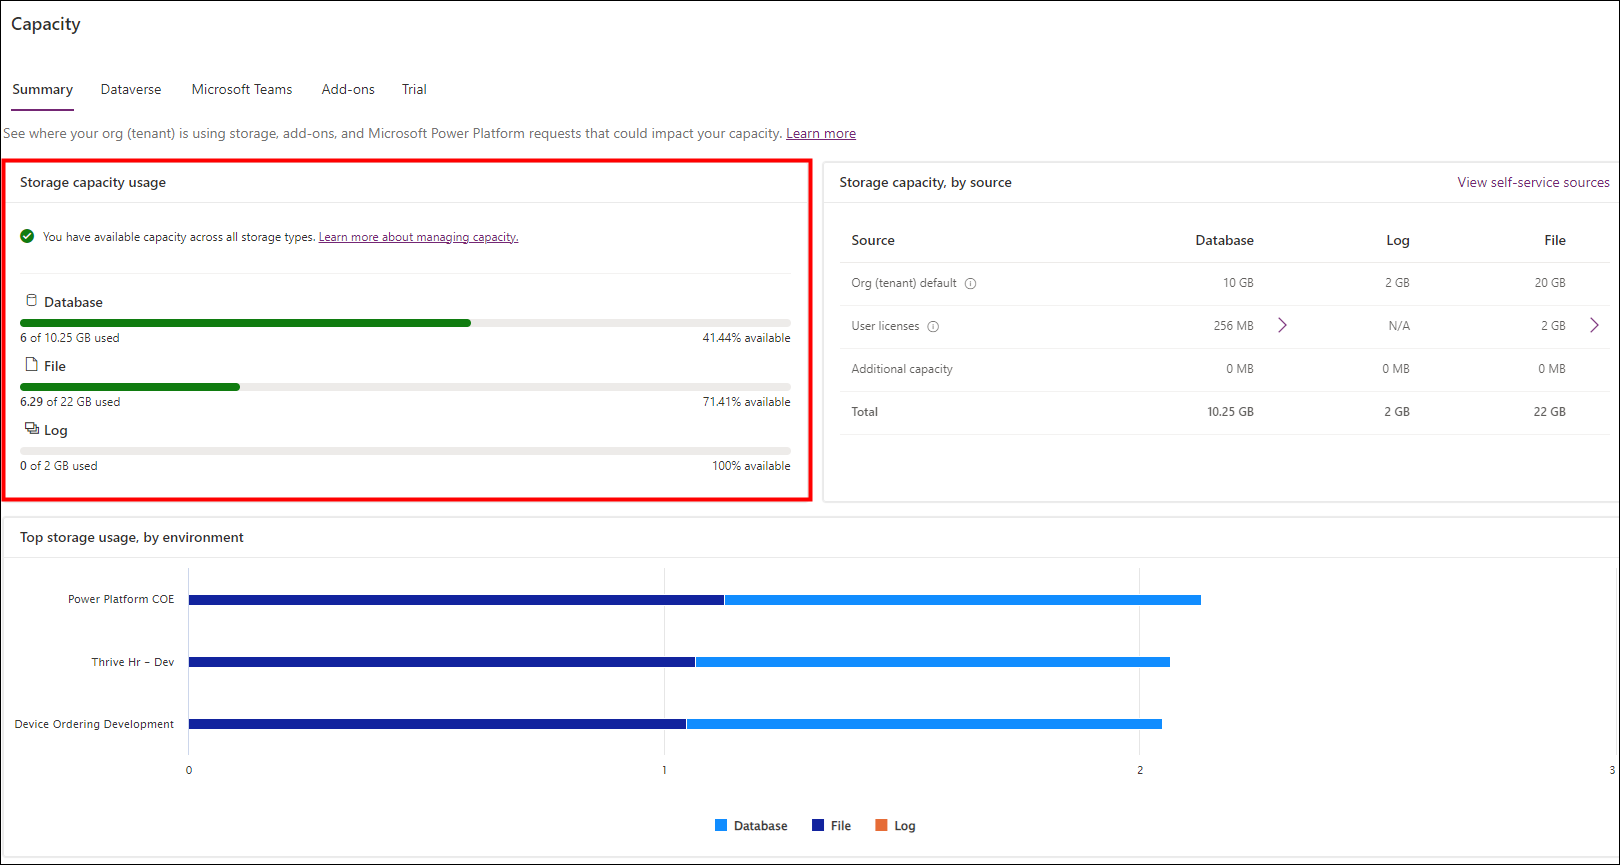 Capacity
Summary Dataverse Microsoft Teams Add-ons Trial
See where your org (tenant) is using storage, add-ons, and Microsoft Power Platform requests that could impact your capacity. Learn more
Storage capacity usage
You have available capacity across all storage types. Learn more about managing capacity.
Database
6 of 10.25 GB used 41.44% available
File
6.29 of 22 GB used 71.41% available
Log
0 of 2 GB used 100% available
Storage capacity, by source View self-service sources
Source Database Log File
Org (tenant) default 10 GB 2 GB 20 GB
User licenses 256 MB N/A 2 GB
Additional capacity 0 MB 0 MB 0 MB
Total 10.25 GB 2 GB 22 GB
Top storage usage, by environment
Power Platform COE
Thrive Hr – Dev
Device Ordering Development
0 1 2 3
Database File Log